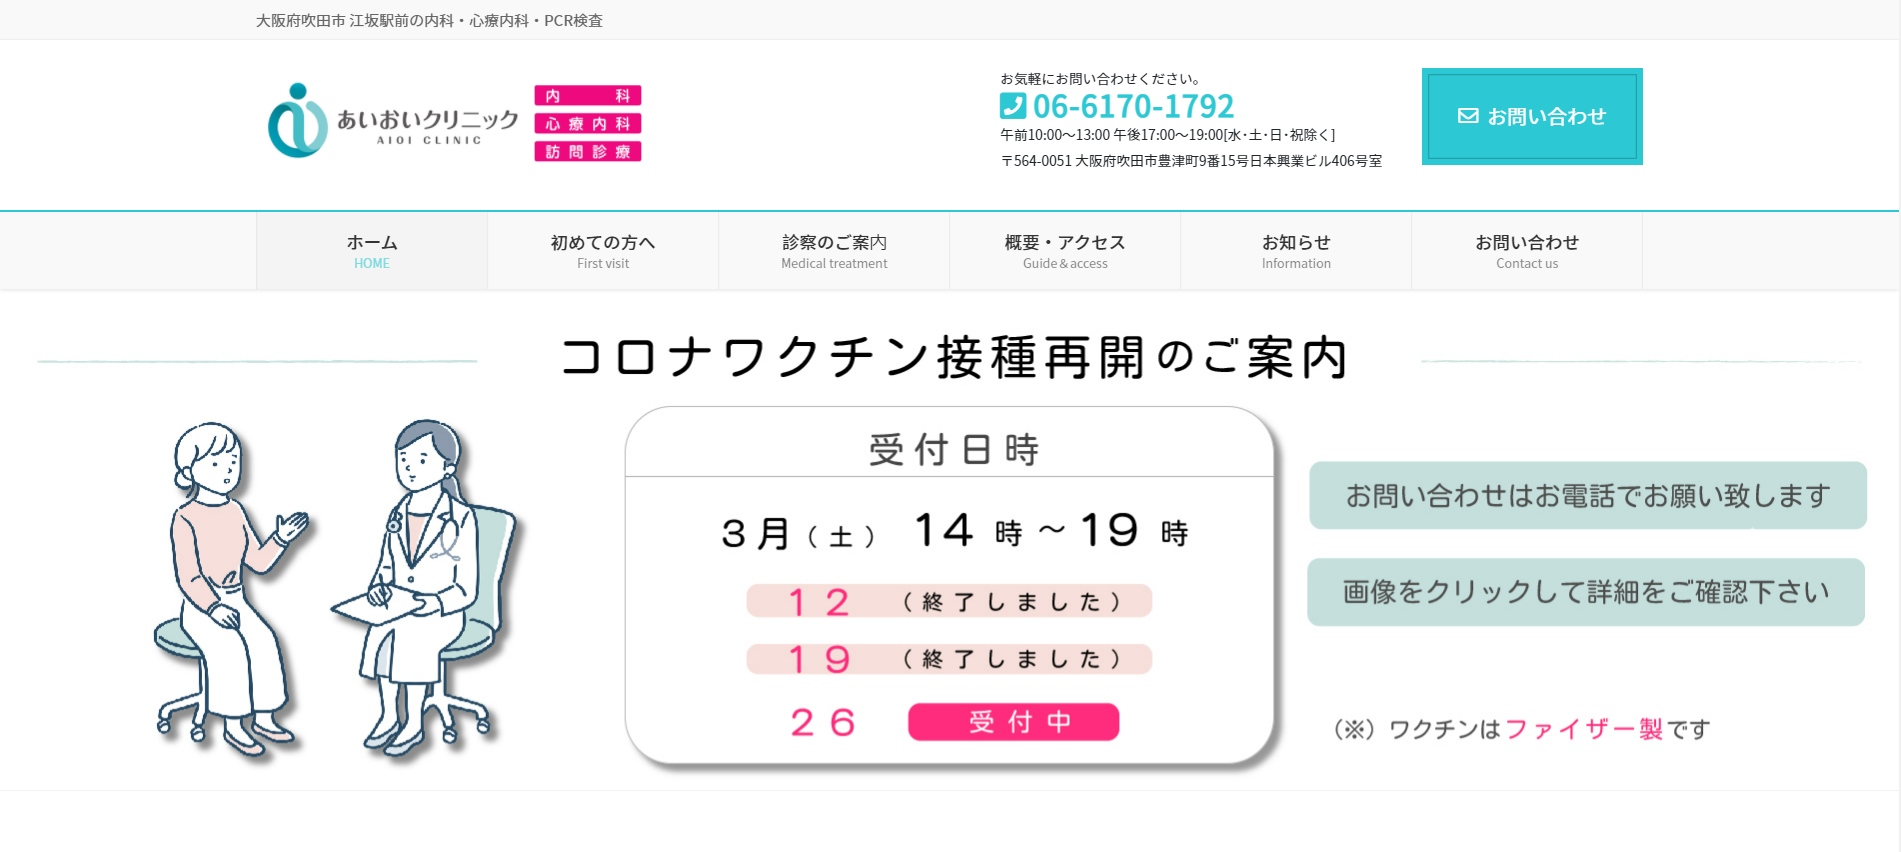 大阪府吹田市 江坂駅前の内科・心療内科・PCR検査
あいおいクリニック
AIOI CLINIC
内科
心療内科
訪問診療
お気軽にお問い合わせください。
06-6170-1792
午前10:00～13:00 午後17:00～19:00[水･土･日･祝除く]
〒564-0051 大阪府吹田市豊津町9番15号日本興業ビル406号室
お問い合わせ
ホーム
HOME
初めての方へ
First visit
診察のご案内
Medical treatment
概要・アクセス
Guide＆access
お知らせ
Information
お問い合わせ
Contact us
コロナワクチン接種再開のご案内
受付日時
3月（土） 14時～19時
12 （終了しました）
19 （終了しました）
26 受付中
お問い合わせはお電話でお願い致します
画像をクリックして詳細をご確認下さい
（※）ワクチンはファイザー製です